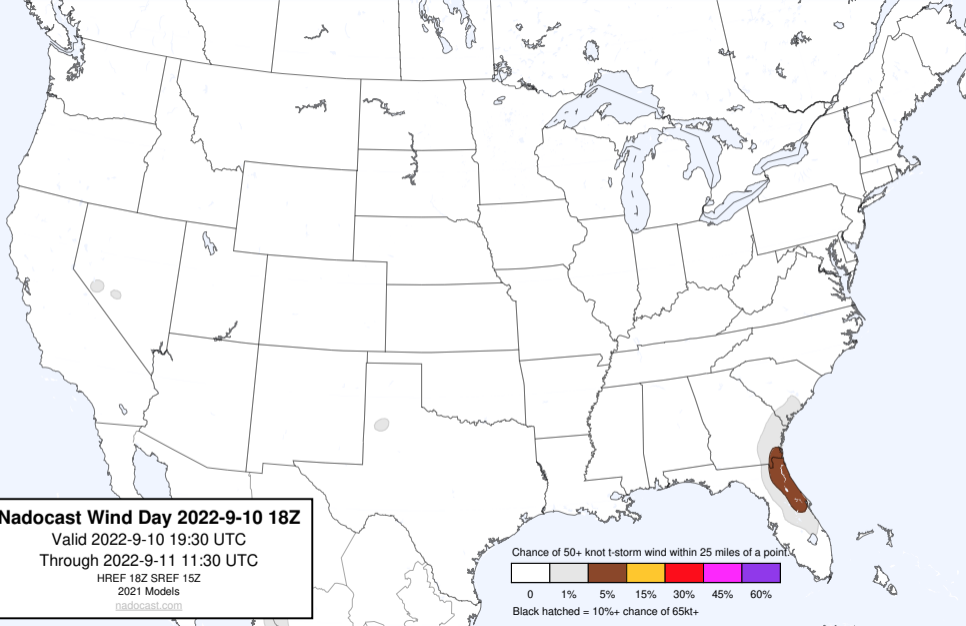 Nadocast Wind Day 2022-9-10 18Z
Valid 2022-9-10 19:30 UTC
Through 2022-9-11 11:30 UTC
HREF 18Z SREF 15Z
2021 Models
nadocast.com
Chance of 50+ knot t-storm wind within 25 miles of a point.
0 1% 5% 15% 30% 45% 60%
Black hatched = 10%+ chance of 65kt+